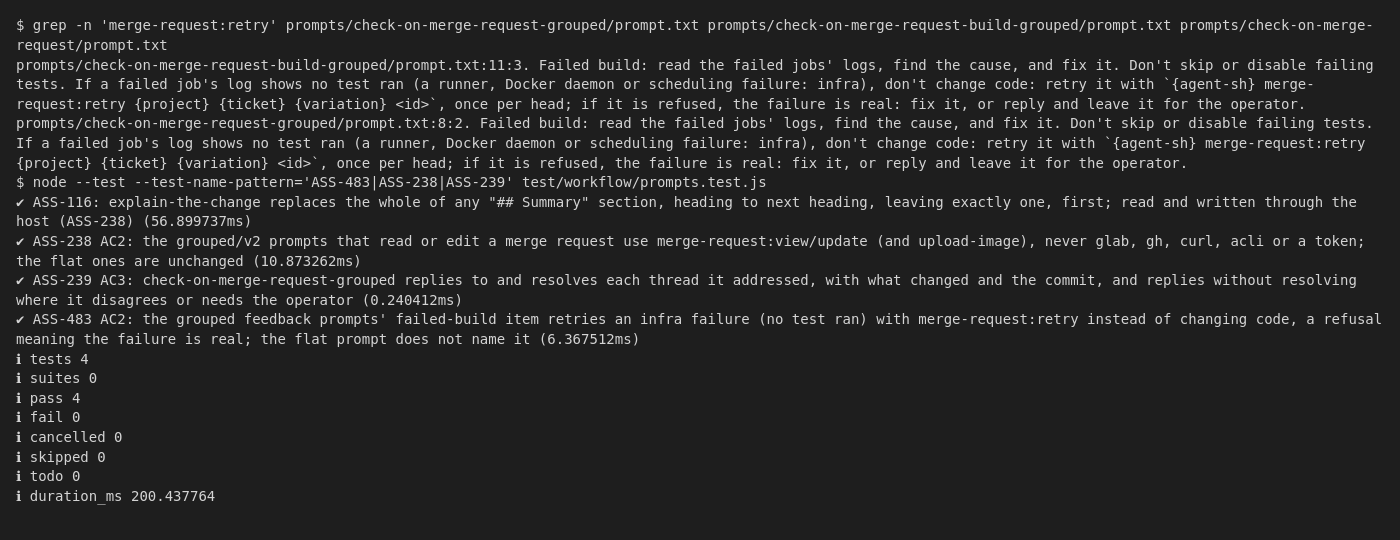 $ grep -n 'merge-request:retry' prompts/check-on-merge-request-grouped/prompt.txt prompts/check-on-merge-request-build-grouped/prompt.txt prompts/check-on-merge-
request/prompt.txt
prompts/check-on-merge-request-build-grouped/prompt.txt:11:3. Failed build: read the failed jobs' logs, find the cause, and fix it. Don't skip or disable failing
tests. If a failed job's log shows no test ran (a runner, Docker daemon or scheduling failure: infra), don't change code: retry it with `{agent-sh} merge-
request:retry {project} {ticket} {variation} <id>`, once per head; if it is refused, the failure is real: fix it, or reply and leave it for the operator.
prompts/check-on-merge-request-grouped/prompt.txt:8:2. Failed build: read the failed jobs' logs, find the cause, and fix it. Don't skip or disable failing tests.
If a failed job's log shows no test ran (a runner, Docker daemon or scheduling failure: infra), don't change code: retry it with `{agent-sh} merge-request:retry
{project} {ticket} {variation} <id>`, once per head; if it is refused, the failure is real: fix it, or reply and leave it for the operator.
$ node --test --test-name-pattern='ASS-483|ASS-238|ASS-239' test/workflow/prompts.test.js
✔ ASS-116: explain-the-change replaces the whole of any "## Summary" section, heading to next heading, leaving exactly one, first; read and written through the
host (ASS-238) (56.899737ms)
✔ ASS-238 AC2: the grouped/v2 prompts that read or edit a merge request use merge-request:view/update (and upload-image), never glab, gh, curl, acli or a token;
the flat ones are unchanged (10.873262ms)
✔ ASS-239 AC3: check-on-merge-request-grouped replies to and resolves each thread it addressed, with what changed and the commit, and replies without resolving
where it disagrees or needs the operator (0.240412ms)
✔ ASS-483 AC2: the grouped feedback prompts' failed-build item retries an infra failure (no test ran) with merge-request:retry instead of changing code, a refusal
meaning the failure is real; the flat prompt does not name it (6.367512ms)
ℹ tests 4
ℹ suites 0
ℹ pass 4
ℹ fail 0
ℹ cancelled 0
ℹ skipped 0
ℹ todo 0
ℹ duration_ms 200.437764